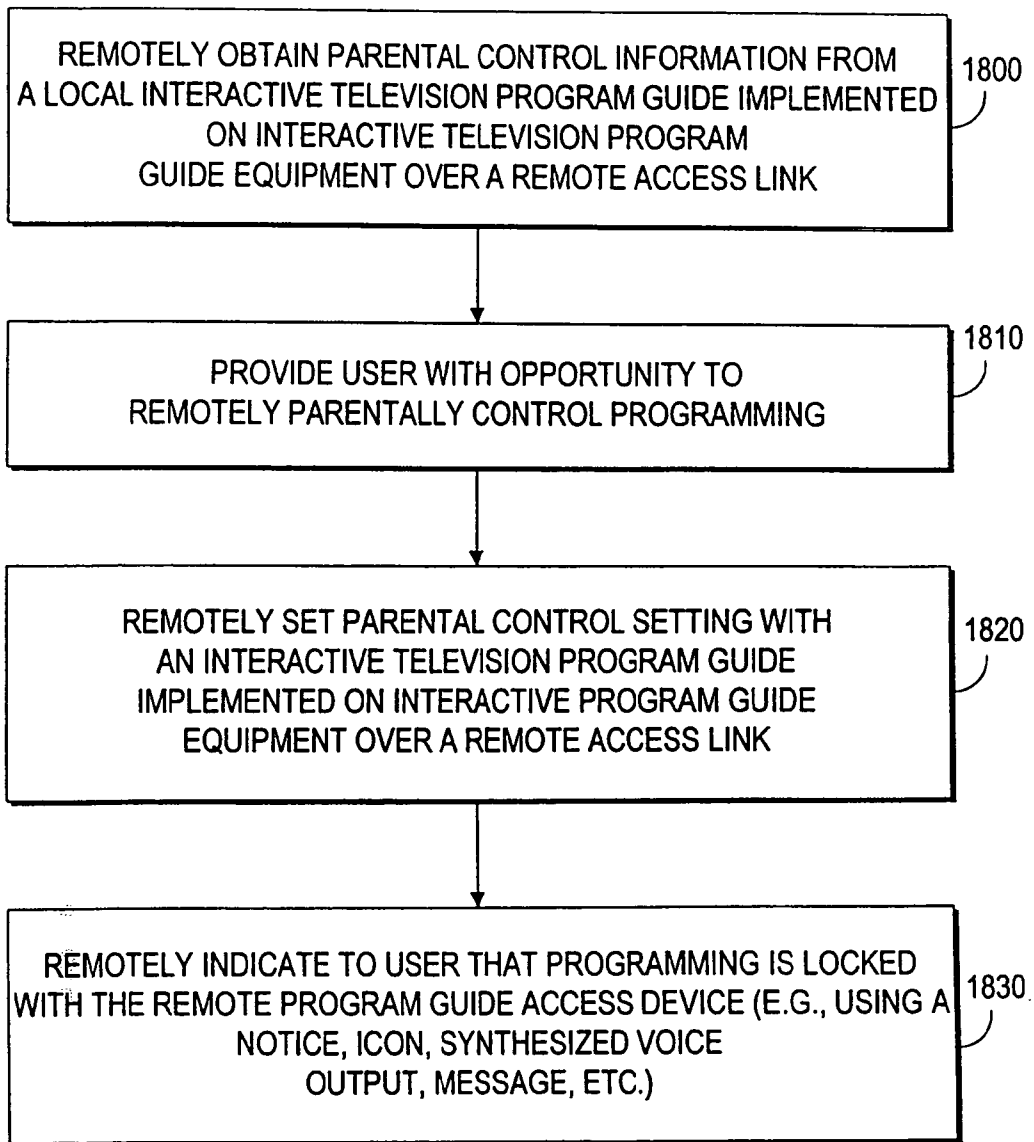 REMOTELY OBTAIN PARENTAL CONTROL INFORMATION FROM
A LOCAL INTERACTIVE TELEVISION PROGRAM GUIDE IMPLEMENTED
ON INTERACTIVE TELEVISION PROGRAM
GUIDE EQUIPMENT OVER A REMOTE ACCESS LINK
1800
PROVIDE USER WITH OPPORTUNITY TO
REMOTELY PARENTALLY CONTROL PROGRAMMING
1810
REMOTELY SET PARENTAL CONTROL SETTING WITH
AN INTERACTIVE TELEVISION PROGRAM GUIDE
IMPLEMENTED ON INTERACTIVE PROGRAM GUIDE
EQUIPMENT OVER A REMOTE ACCESS LINK
1820
REMOTELY INDICATE TO USER THAT PROGRAMMING IS LOCKED
WITH THE REMOTE PROGRAM GUIDE ACCESS DEVICE (E.G., USING A
NOTICE, ICON, SYNTHESIZED VOICE
OUTPUT, MESSAGE, ETC.)
1830